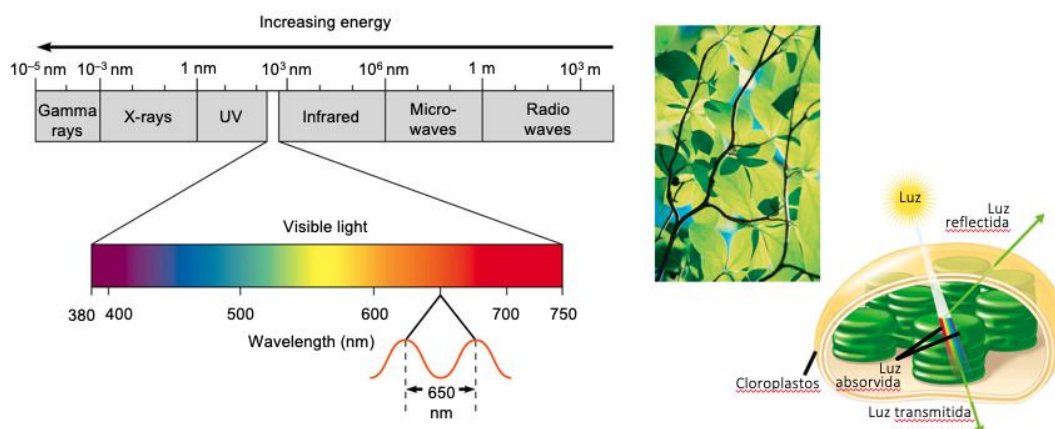 Increasing energy
10⁻⁵ nm 10⁻³ nm 1 nm 10³ nm 10⁶ nm 1 m 10³ m
Gamma rays
X-rays
UV
Infrared
Micro-
waves
Radio
waves
Visible light
380 400 500 600 700 750
Wavelength (nm)
650
nm
Luz
Luz
reflectida
Luz
absorvida
Cloroplastos
Luz transmitida